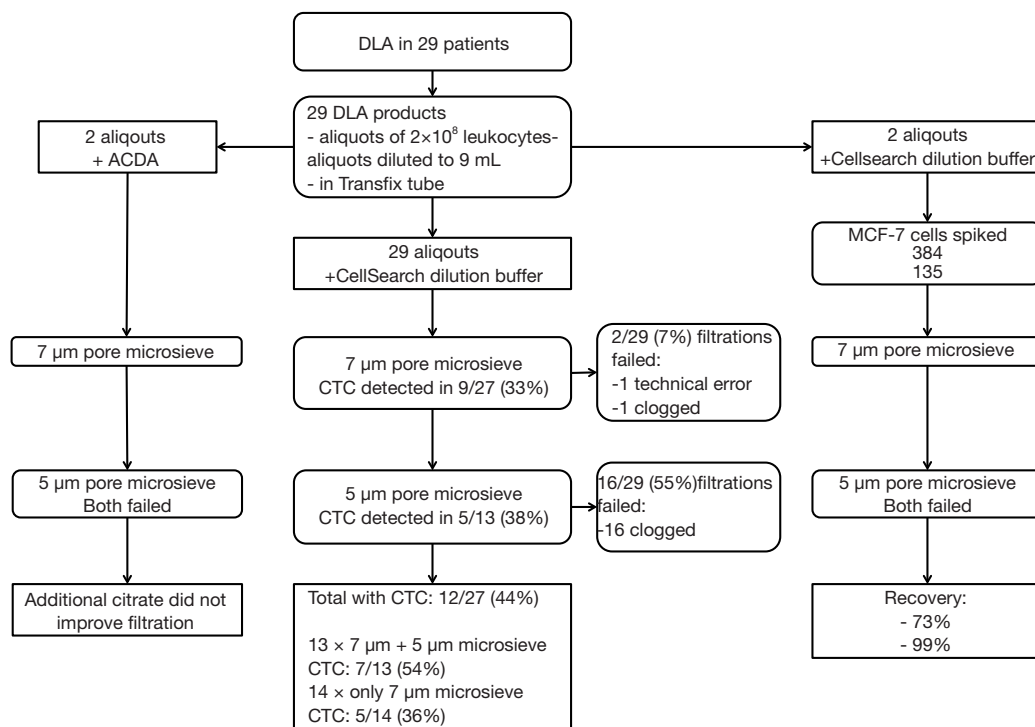 DLA in 29 patients
29 DLA products
- aliquots of 2×10⁸ leukocytes-
aliquots diluted to 9 mL
- in Transfix tube
2 aliqouts
+ ACDA
2 aliqouts
+Cellsearch dilution buffer
MCF-7 cells spiked
384
135
29 aliqouts
+CellSearch dilution buffer
7 µm pore microsieve
7 µm pore microsieve
CTC detected in 9/27 (33%)
2/29 (7%) filtrations
failed:
-1 technical error
-1 clogged
7 µm pore microsieve
5 µm pore microsieve
Both failed
5 µm pore microsieve
CTC detected in 5/13 (38%)
16/29 (55%)filtrations
failed:
-16 clogged
5 µm pore microsieve
Both failed
Additional citrate did not
improve filtration
Total with CTC: 12/27 (44%)
13 × 7 µm + 5 µm microsieve
CTC: 7/13 (54%)
14 × only 7 µm microsieve
CTC: 5/14 (36%)
Recovery:
- 73%
- 99%